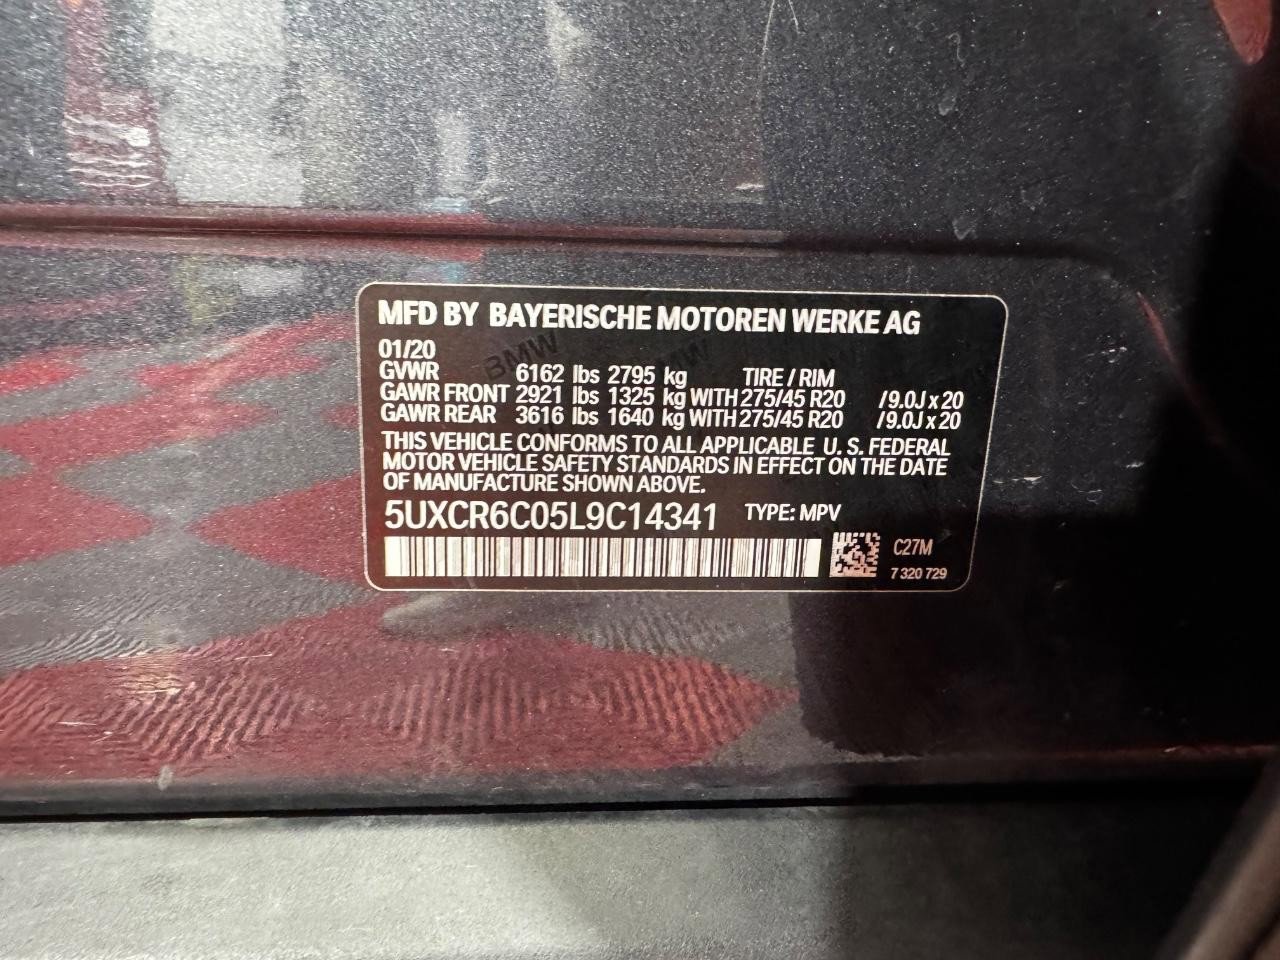 MFD BY BAYERISCHE MOTOREN WERKE AG
01/20
GVWR 6162 lbs 2795 kg TIRE / RIM
GAWR FRONT 2921 lbs 1325 kg WITH 275/45 R20 /9.0J x 20
GAWR REAR 3616 lbs 1640 kg WITH 275/45 R20 /9.0J x 20
THIS VEHICLE CONFORMS TO ALL APPLICABLE U. S. FEDERAL
MOTOR VEHICLE SAFETY STANDARDS IN EFFECT ON THE DATE
OF MANUFACTURE SHOWN ABOVE.
5UXCR6C05L9C14341 TYPE: MPV
C27M
7 320 729
BMW